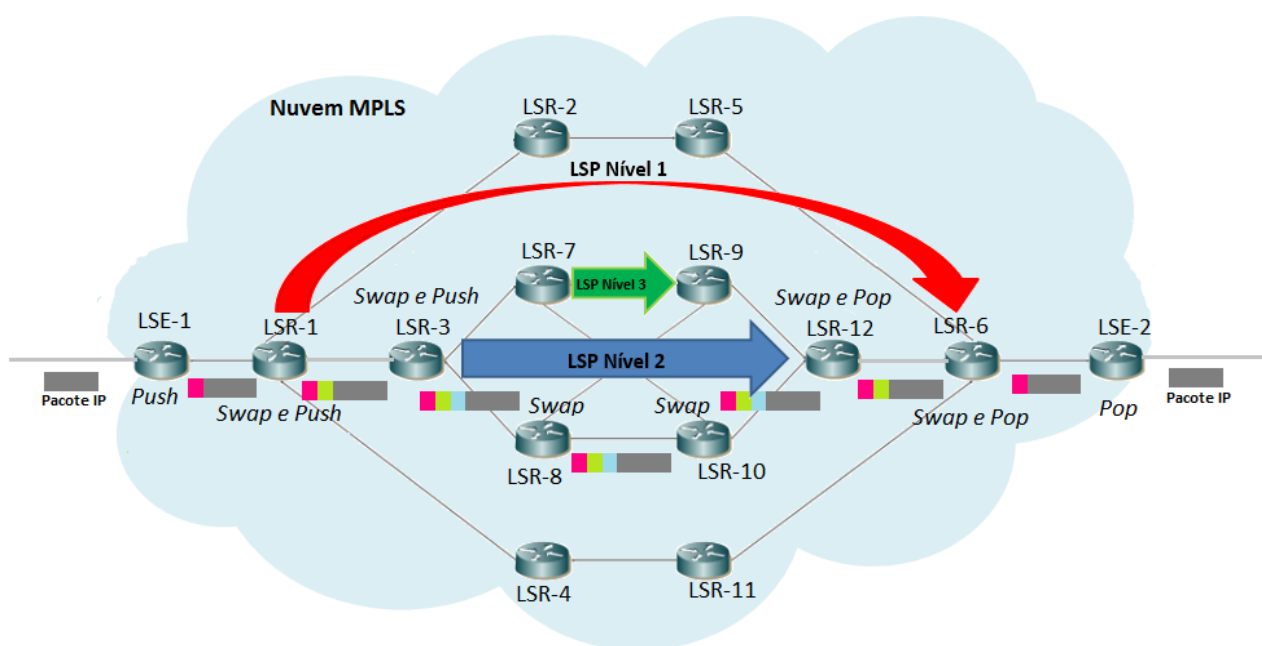 Nuvem MPLS
LSR-2
LSR-5
LSP Nível 1
LSR-7
LSR-9
LSP Nível 3
Swap e Push
Swap e Pop
LSE-1
LSR-1
LSR-3
LSR-12
LSR-6
LSE-2
LSP Nível 2
Pacote IP
Push
Swap e Push
Swap
Swap
Swap e Pop
Pop
Pacote IP
LSR-8
LSR-10
LSR-4
LSR-11